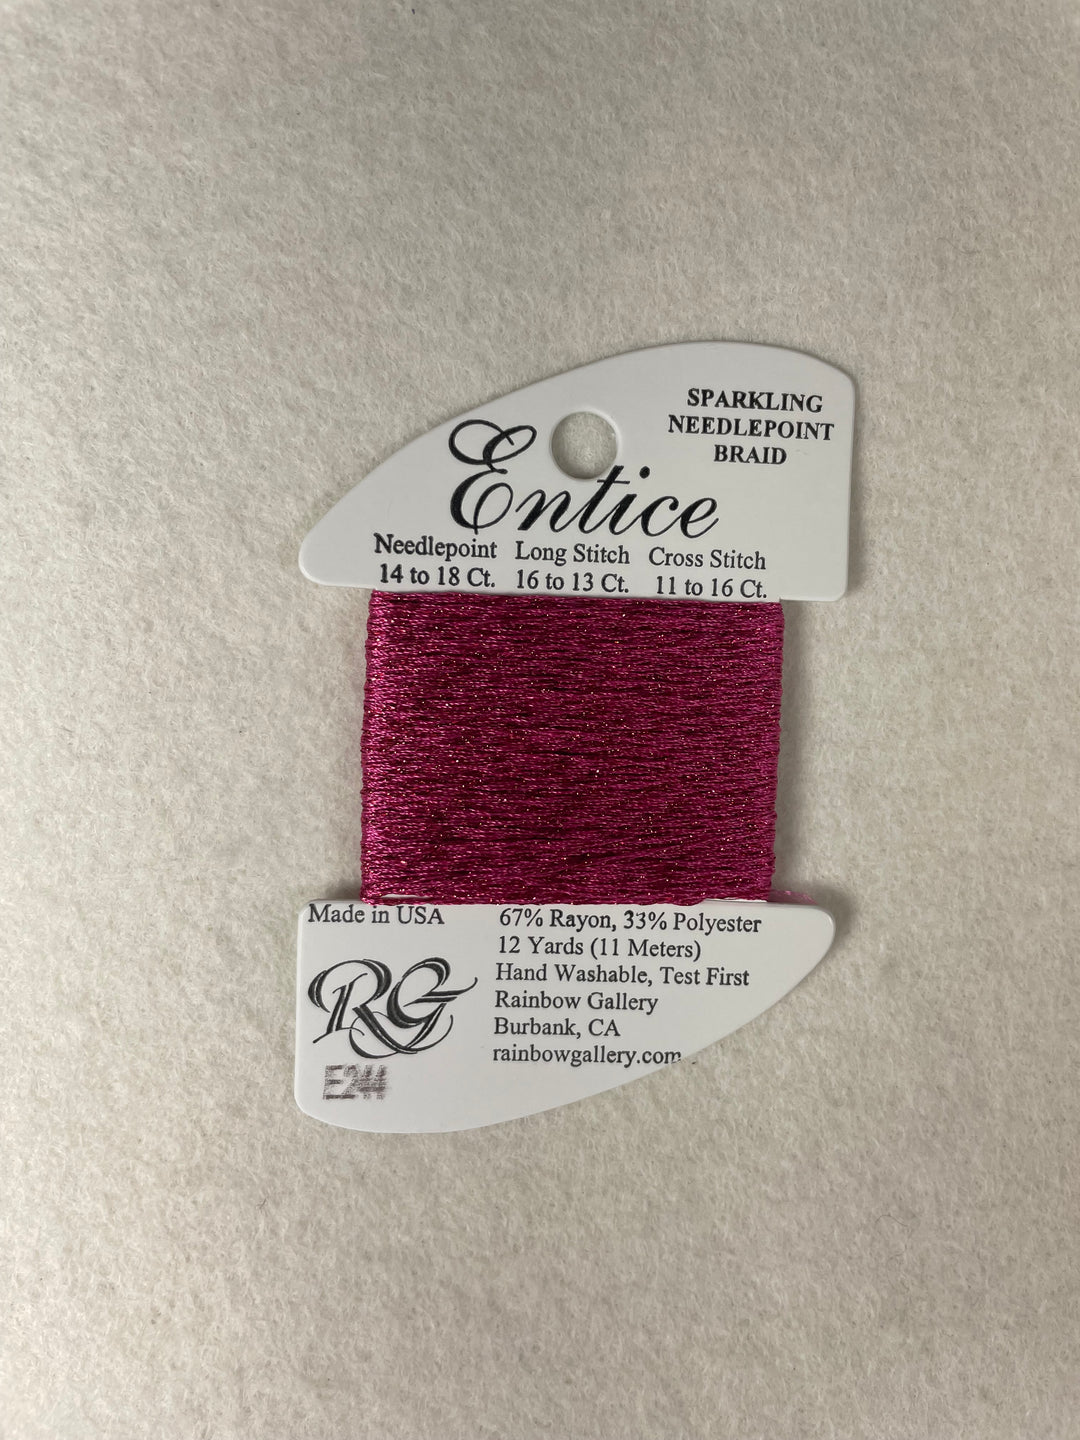 SPARKLING
NEEDLEPOINT
BRAID
Entice
Needlepoint Long Stitch Cross Stitch
14 to 18 Ct. 16 to 13 Ct. 11 to 16 Ct.
Made in USA
67% Rayon, 33% Polyester
12 Yards (11 Meters)
Hand Washable, Test First
Rainbow Gallery
Burbank, CA
rainbowgallery.com
RG